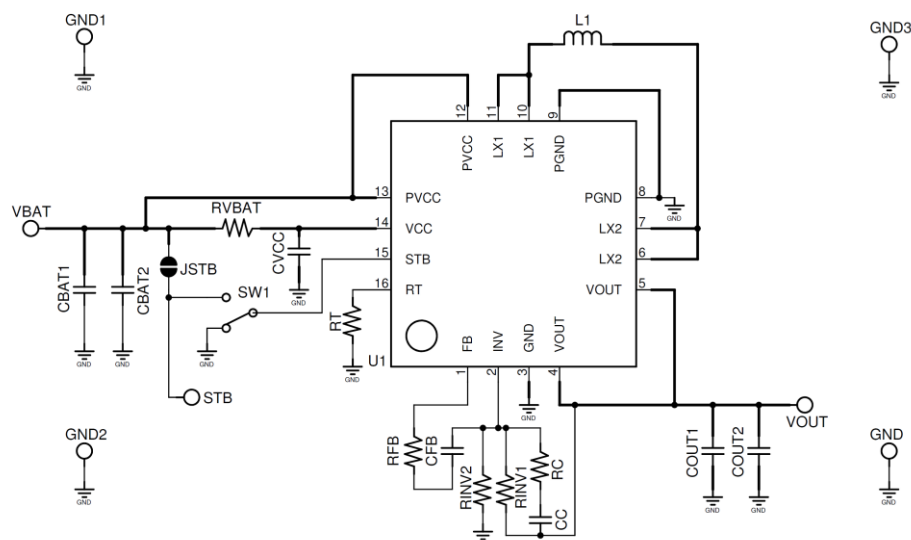 GND1
GND
L1
GND3
GND
12
11
10
9
PVCC
LX1
LX1
PGND
GND
13
PVCC
PGND
8
VBAT
RVBAT
14
VCC
LX2
7
15
STB
LX2
6
16
RT
VOUT
5
CBAT1
CBAT2
JSTB
CVCC
GND
SW1
RT
GND
GND
GND
GND
STB
U1
FB
INV
GND
VOUT
1
2
3
4
GND
VOUT
GND2
GND
RFB
CFB
RINV2
RINV1
RC
CC
GND
COUT1
COUT2
GND
GND
GND
GND